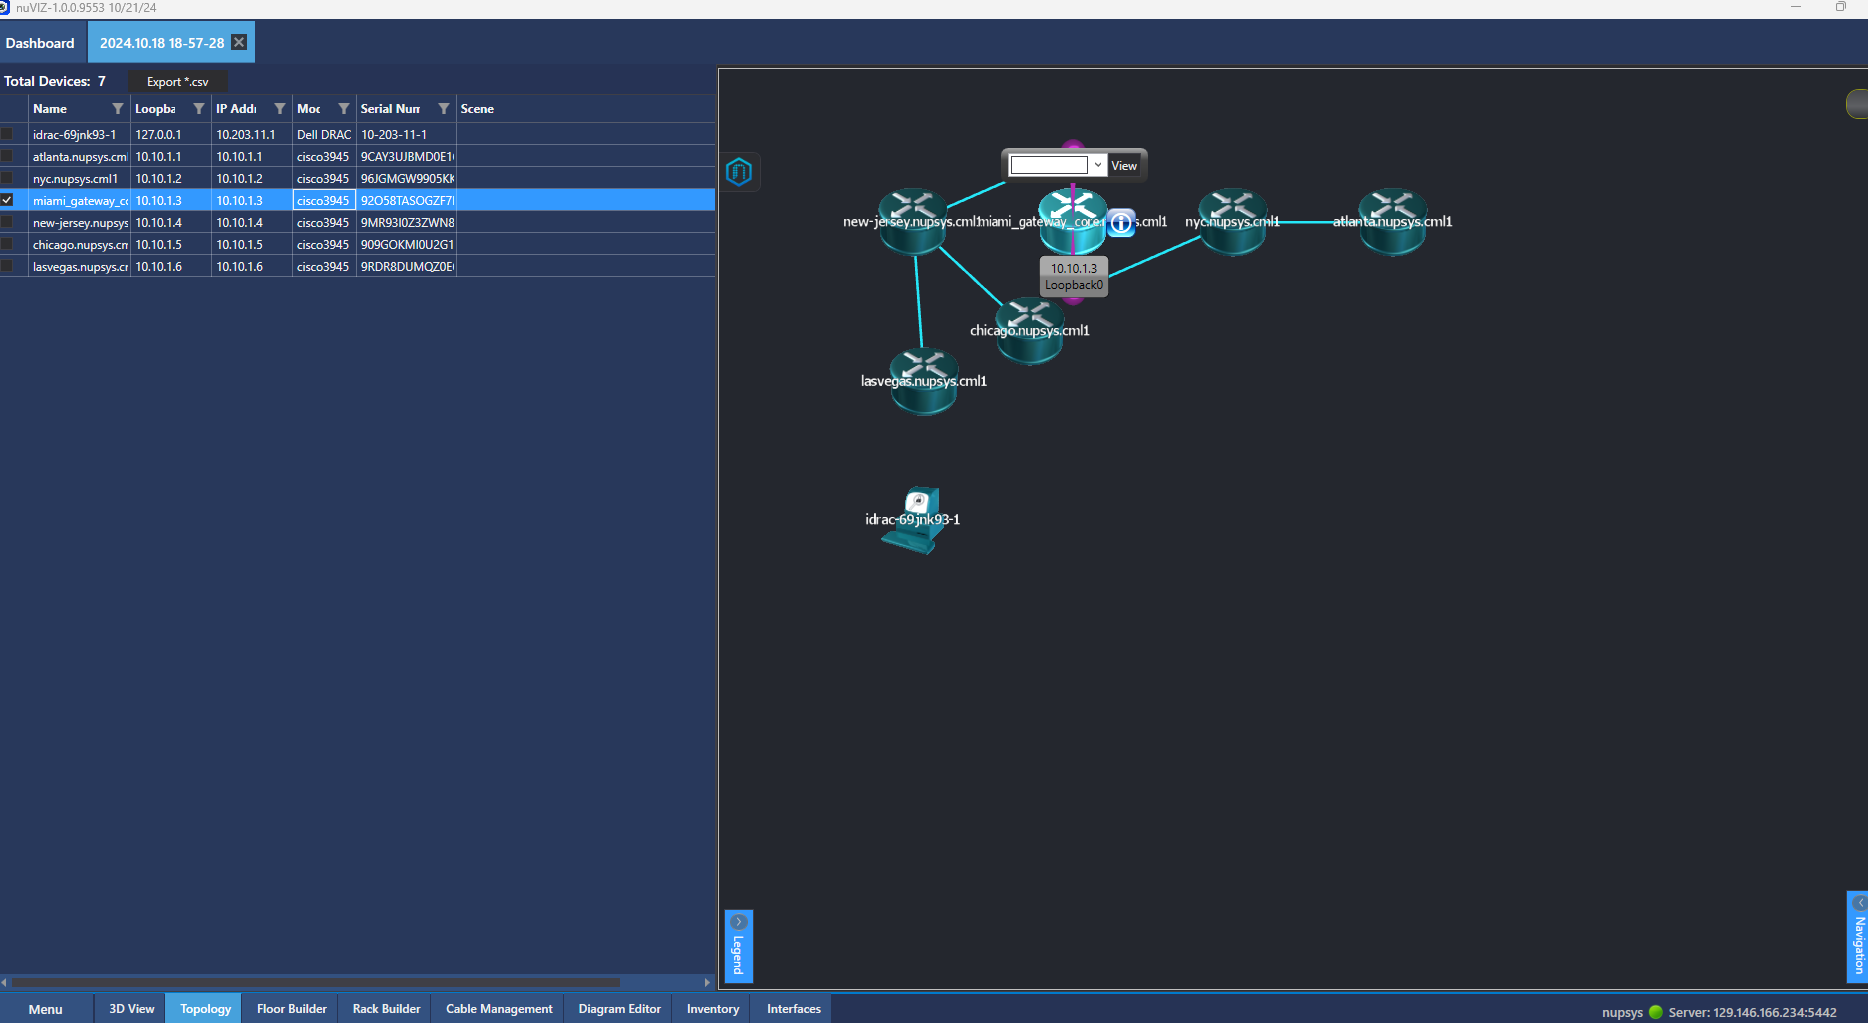 nuVIZ-1.0.0.9553 10/21/24
Dashboard 2024.10.18 18-57-28
Total Devices: 7 Export *.csv
Name Loopba IP Addr Moc Serial Num Scene
idrac-69jnk93-1 127.0.0.1 10.203.11.1 Dell DRAC 10-203-11-1
atlanta.nupsys.cml 10.10.1.1 10.10.1.1 cisco3945 9CAY3UJBMD0E1
nyc.nupsys.cml1 10.10.1.2 10.10.1.2 cisco3945 96JGMGW9905KK
miami_gateway_co 10.10.1.3 10.10.1.3 cisco3945 92O58TASOGZF7
new-jersey.nupsys 10.10.1.4 10.10.1.4 cisco3945 9MR93I0Z3ZWN8
chicago.nupsys.cm 10.10.1.5 10.10.1.5 cisco3945 909GOKMI0U2G1
lasvegas.nupsys.cr 10.10.1.6 10.10.1.6 cisco3945 9RDR8DUMQZ0E
View
new-jersey.nupsys.cml1 miami_gateway_core s.cml1 nyc.nupsys.cml1 atlanta.nupsys.cml1
10.10.1.3
Loopback0
chicago.nupsys.cml1
lasvegas.nupsys.cml1
idrac-69jnk93-1
Legend
Navigation
Menu 3D View Topology Floor Builder Rack Builder Cable Management Diagram Editor Inventory Interfaces
nupsys Server: 129.146.166.234:5442